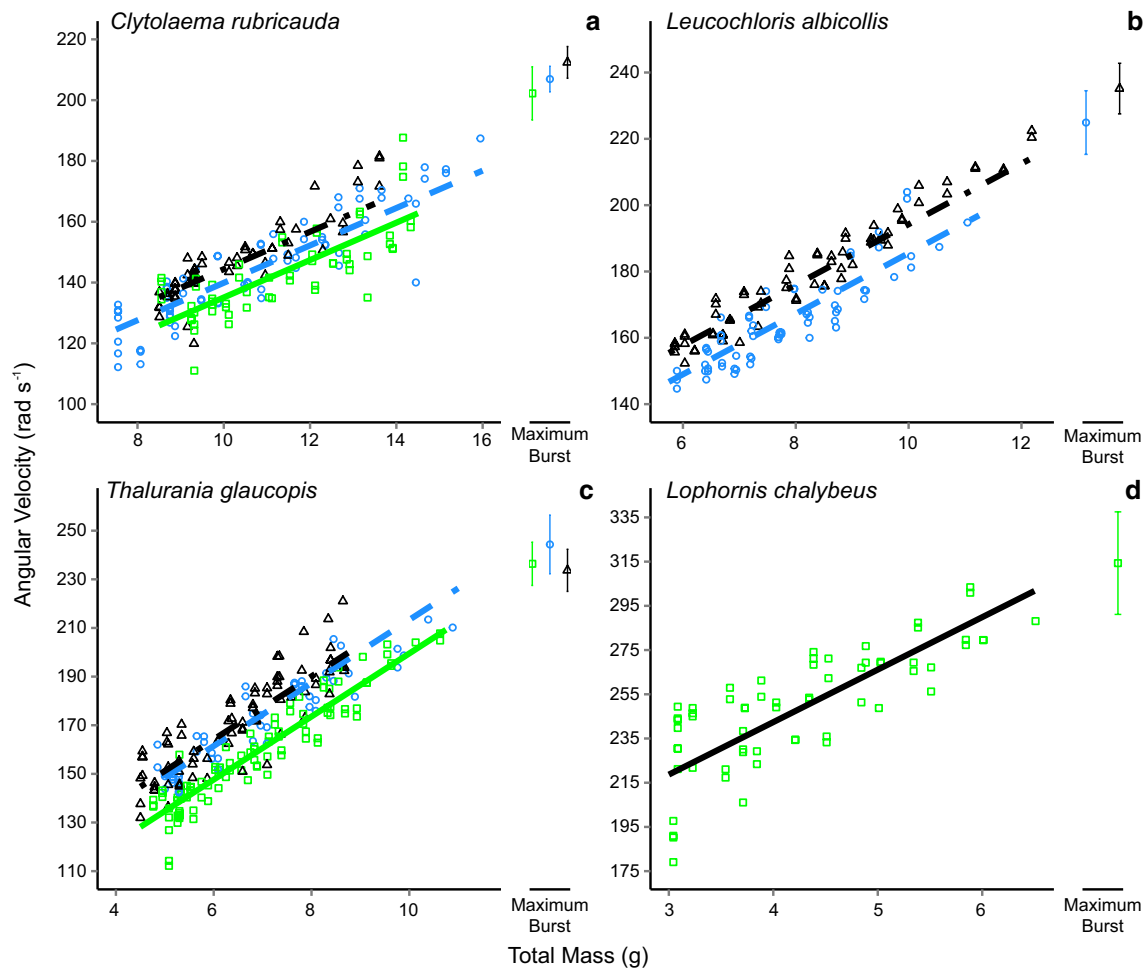 Clytolaema rubricauda
a
220
200
180
160
140
120
100
8
10
12
14
16
Maximum
Burst
Leucochloris albicollis
b
240
220
200
180
160
140
6
8
10
12
Maximum
Burst
Thalurania glaucopis
c
250
230
210
190
170
150
130
110
4
6
8
10
Maximum
Burst
Lophornis chalybeus
d
335
315
295
275
255
235
215
195
175
3
4
5
6
Maximum
Burst
Angular Velocity (rad s⁻¹)
Total Mass (g)